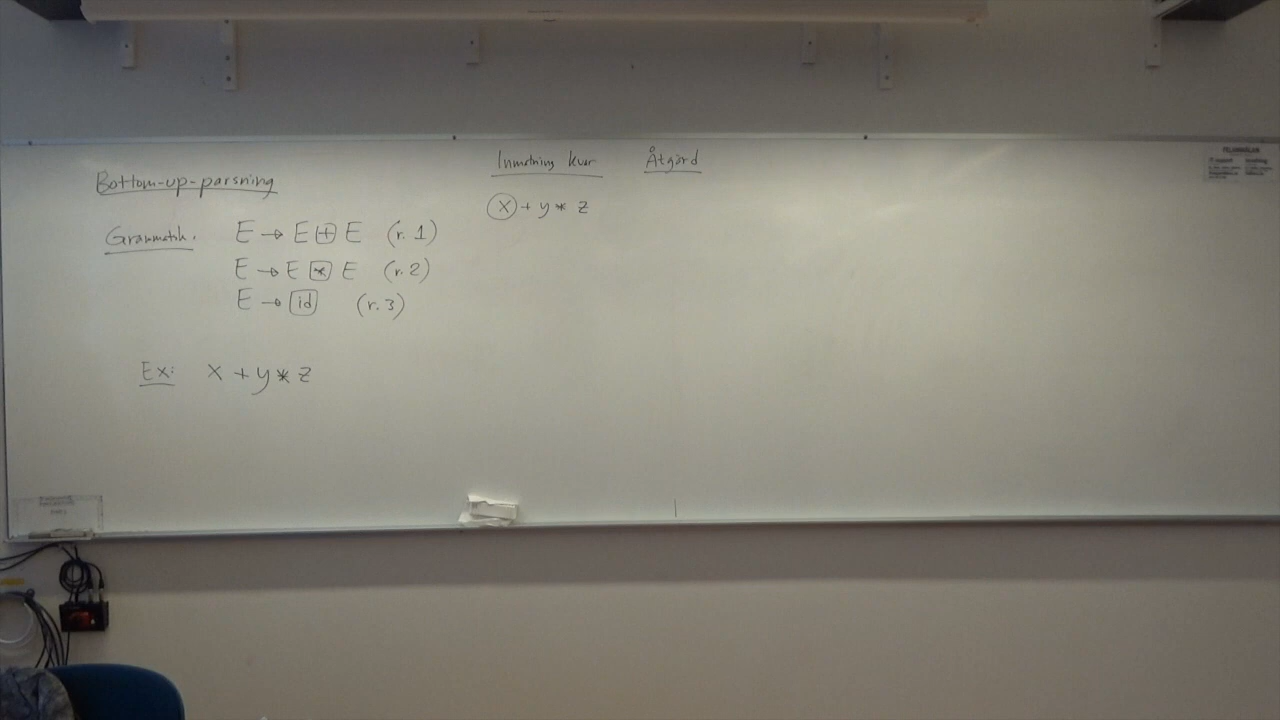 Bottom-up-parsning
Grammatik:
E → E + E (r. 1)
E → E * E (r. 2)
E → id (r. 3)
Ex: x + y * z
Inmatning kvar
Åtgärd
x + y * z